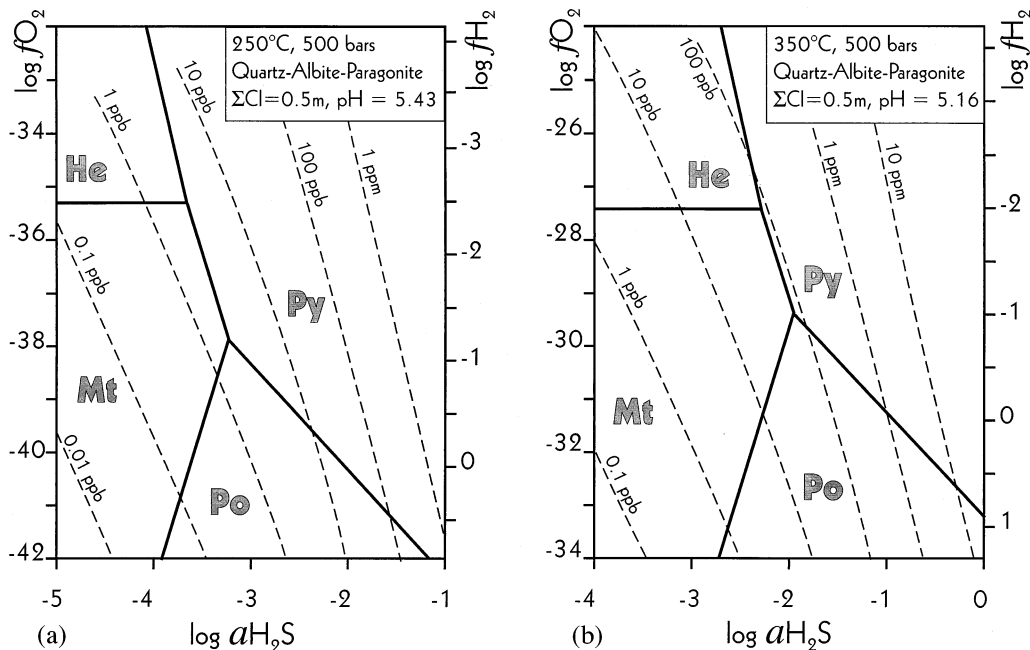 log fO2
log fH2
250°C, 500 bars
Quartz-Albite-Paragonite
ΣCl=0.5m, pH = 5.43
-34
-36
-38
-40
-42
-3
-2
-1
0
1 ppb
10 ppb
100 ppb
1 ppm
0.1 ppb
0.01 ppb
He
Py
Mt
Po
-5
-4
-3
-2
-1
(a)
log aH2S
log fO2
log fH2
350°C, 500 bars
Quartz-Albite-Paragonite
ΣCl=0.5m, pH = 5.16
-26
-28
-30
-32
-34
-2
-1
0
1
10 ppb
100 ppb
1 ppm
10 ppm
1 ppb
0.1 ppb
He
Py
Mt
Po
-4
-3
-2
-1
0
(b)
log aH2S